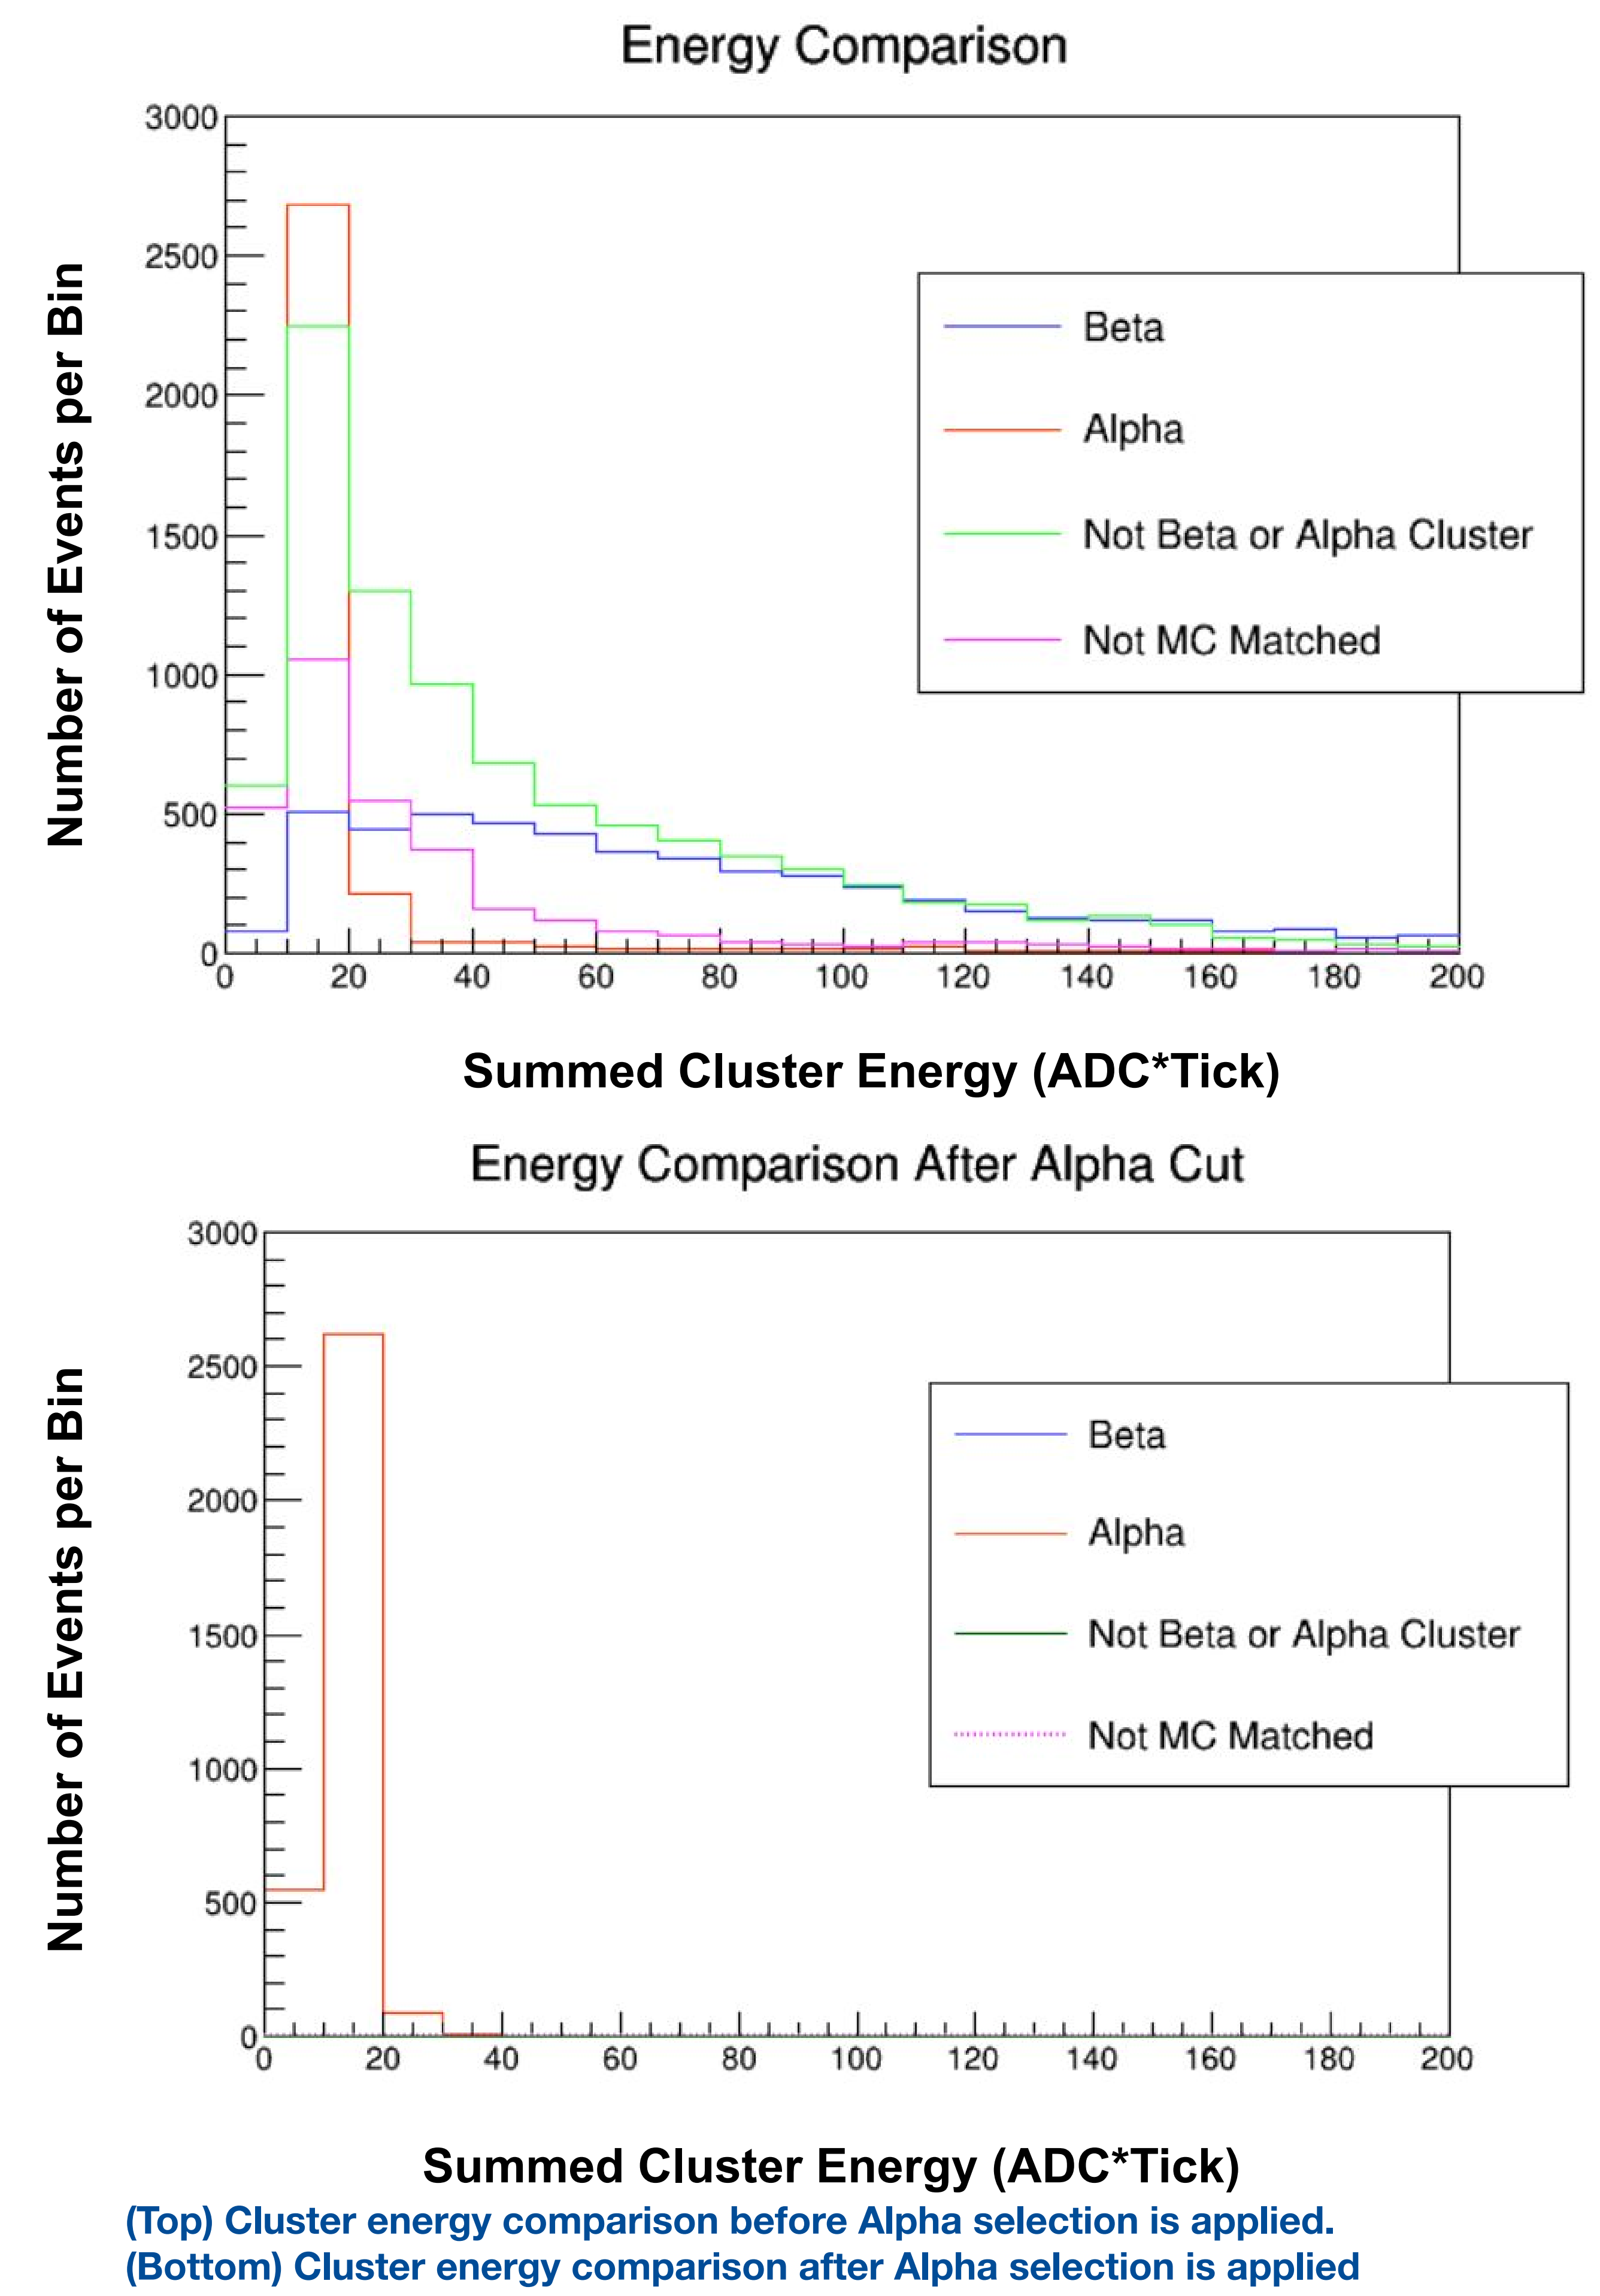 Energy Comparison
3000
2500
2000
1500
1000
500
0
Number of Events per Bin
Beta
Alpha
Not Beta or Alpha Cluster
Not MC Matched
0 20 40 60 80 100 120 140 160 180 200
Summed Cluster Energy (ADC*Tick)
Energy Comparison After Alpha Cut
3000
2500
2000
1500
1000
500
0
Number of Events per Bin
Beta
Alpha
Not Beta or Alpha Cluster
Not MC Matched
0 20 40 60 80 100 120 140 160 180 200
Summed Cluster Energy (ADC*Tick)
(Top) Cluster energy comparison before Alpha selection is applied.
(Bottom) Cluster energy comparison after Alpha selection is applied